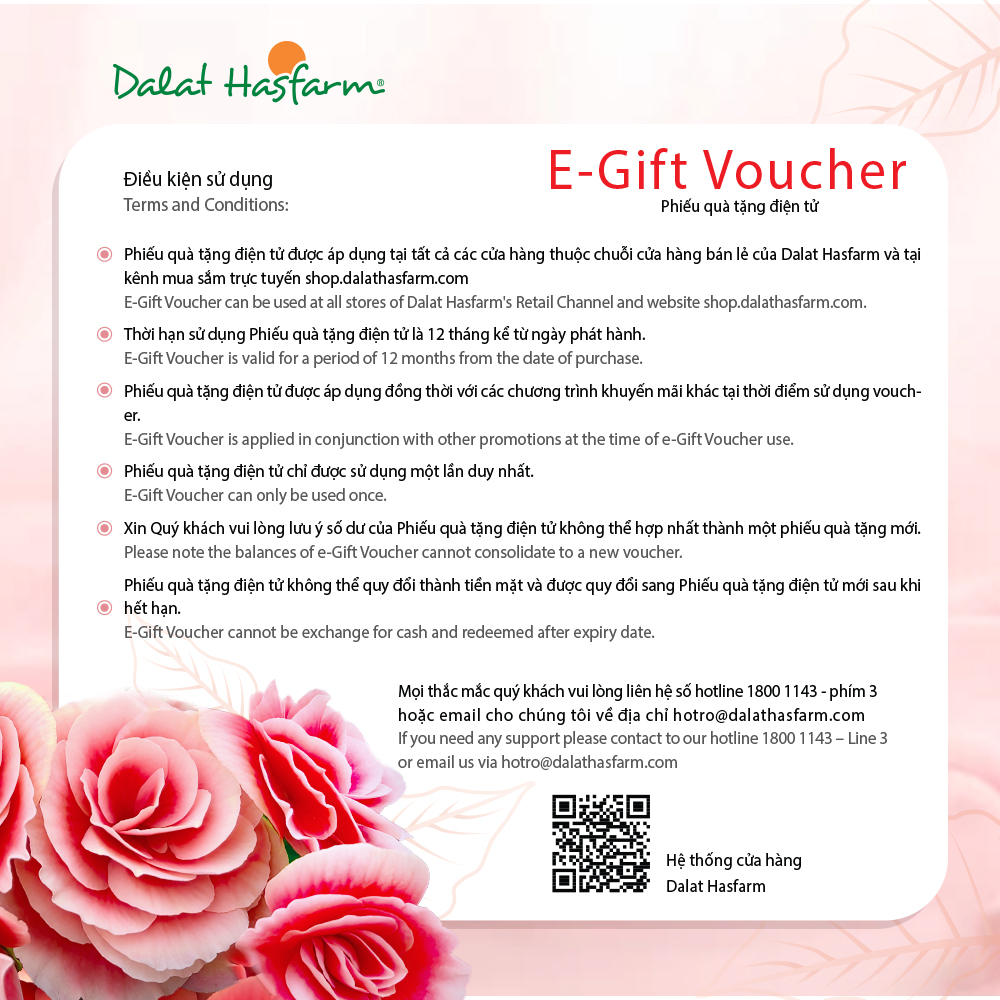 Dalat Hasfarm®
E-Gift Voucher
Phiếu quà tặng điện tử
Điều kiện sử dụng
Terms and Conditions:
Phiếu quà tặng điện tử được áp dụng tại tất cả các cửa hàng thuộc chuỗi cửa hàng bán lẻ của Dalat Hasfarm và tại
kênh mua sắm trực tuyến shop.dalathasfarm.com
E-Gift Voucher can be used at all stores of Dalat Hasfarm's Retail Channel and website shop.dalathasfarm.com.
Thời hạn sử dụng Phiếu quà tặng điện tử là 12 tháng kể từ ngày phát hành.
E-Gift Voucher is valid for a period of 12 months from the date of purchase.
Phiếu quà tặng điện tử được áp dụng đồng thời với các chương trình khuyến mãi khác tại thời điểm sử dụng vouch-
er.
E-Gift Voucher is applied in conjunction with other promotions at the time of e-Gift Voucher use.
Phiếu quà tặng điện tử chỉ được sử dụng một lần duy nhất.
E-Gift Voucher can only be used once.
Xin Quý khách vui lòng lưu ý số dư của Phiếu quà tặng điện tử không thể hợp nhất thành một phiếu quà tặng mới.
Please note the balances of e-Gift Voucher cannot consolidate to a new voucher.
Phiếu quà tặng điện tử không thể quy đổi thành tiền mặt và được quy đổi sang Phiếu quà tặng điện tử mới sau khi
hết hạn.
E-Gift Voucher cannot be exchange for cash and redeemed after expiry date.
Mọi thắc mắc quý khách vui lòng liên hệ số hotline 1800 1143 - phím 3
hoặc email cho chúng tôi về địa chỉ hotro@dalathasfarm.com
If you need any support please contact to our hotline 1800 1143 – Line 3
or email us via hotro@dalathasfarm.com
Hệ thống cửa hàng
Dalat Hasfarm